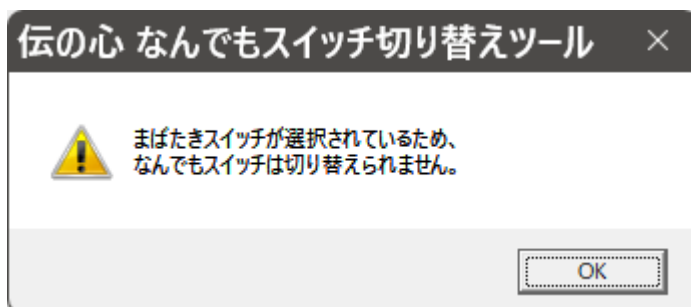 伝の心 なんでもスイッチ切り替えツール
まばたきスイッチが選択されているため、
なんでもスイッチは切り替えられません。
OK